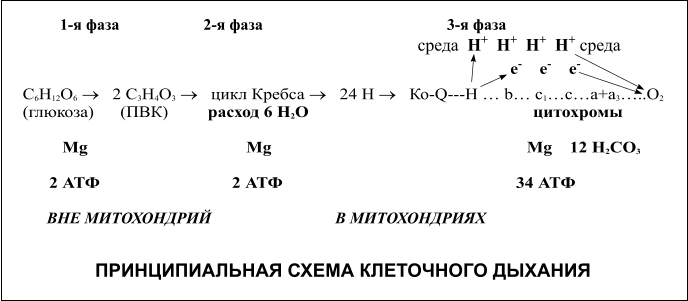 1-я фаза 2-я фаза 3-я фаза
среда H⁺ H⁺ H⁺ H⁺ среда
e⁻ e⁻ e⁻
C₆H₁₂O₆ → 2 C₃H₄O₃ → цикл Кребса → 24 H → Ko-Q---H … b… c₁…c…a+a₃…..O₂
(глюкоза) (ПВК) расход 6 H₂O цитохромы
Mg Mg Mg 12 H₂CO₃
2 АТФ 2 АТФ 34 АТФ
ВНЕ МИТОХОНДРИЙ В МИТОХОНДРИЯХ
ПРИНЦИПИАЛЬНАЯ СХЕМА КЛЕТОЧНОГО ДЫХАНИЯ